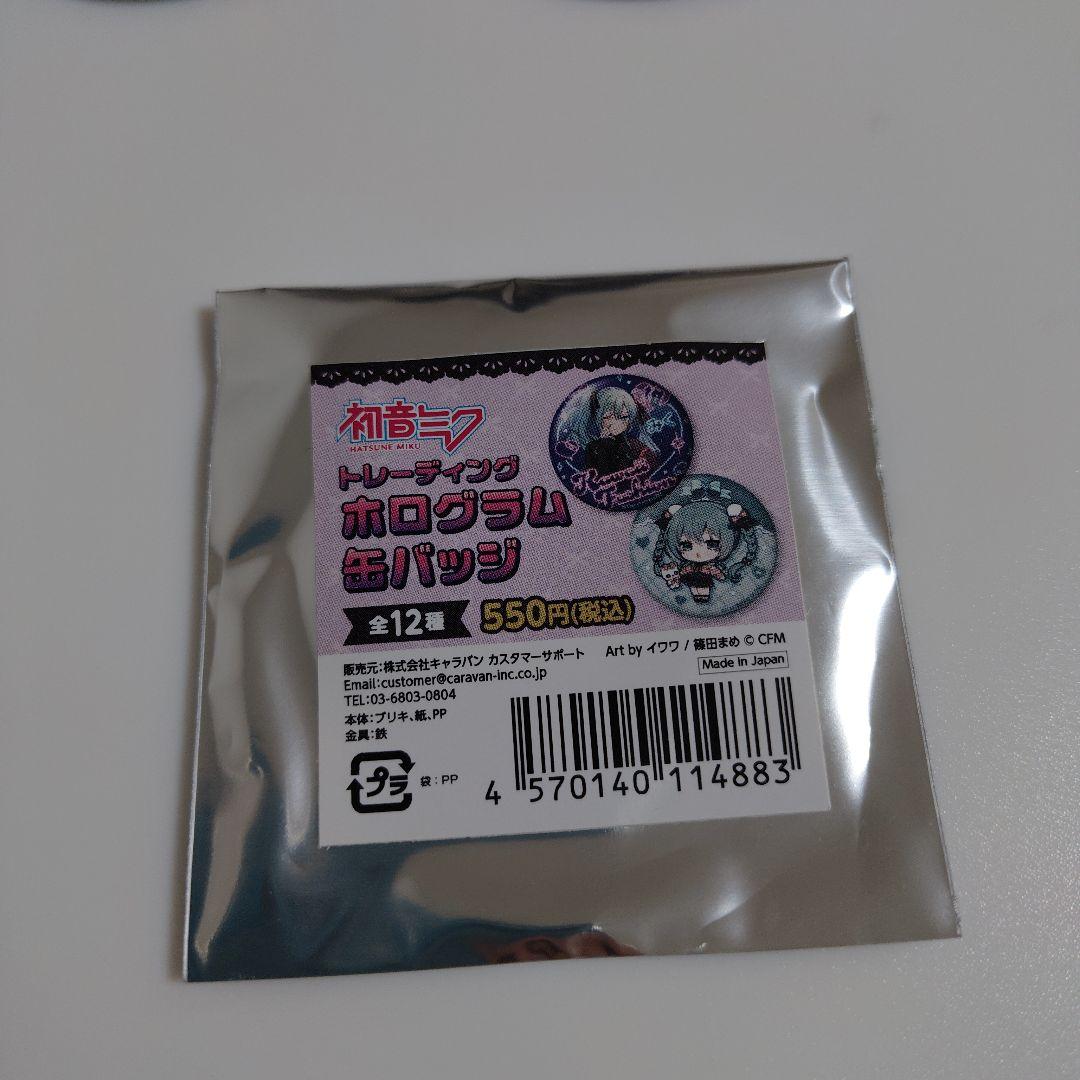 初音ミク
HATSUNE MIKU
トレーディング
ホログラム
缶バッジ
全12種 550円(税込)
販売元:株式会社キャラバン カスタマーサポート Art by イワワ / 篠田まめ © CFM
Email:customer@caravan-inc.co.jp
Made in Japan
TEL:03-6803-0804
本体:ブリキ、紙、PP
金具:鉄
プラ 袋:PP
4 570140 114883